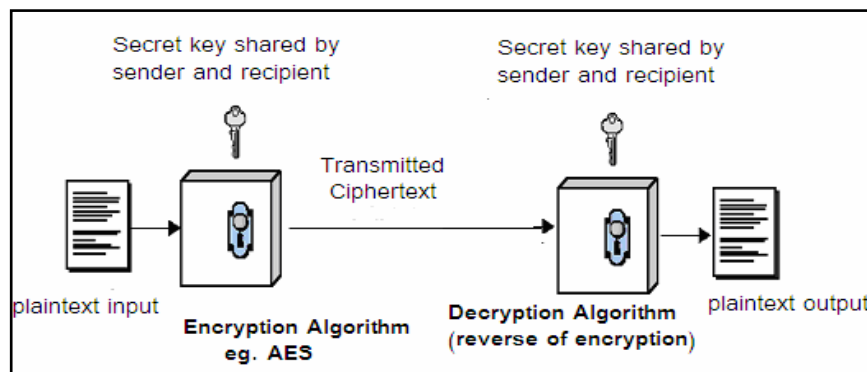 Secret key shared by
sender and recipient
Secret key shared by
sender and recipient
Transmitted
Ciphertext
plaintext input
Encryption Algorithm
eg. AES
Decryption Algorithm
(reverse of encryption)
plaintext output